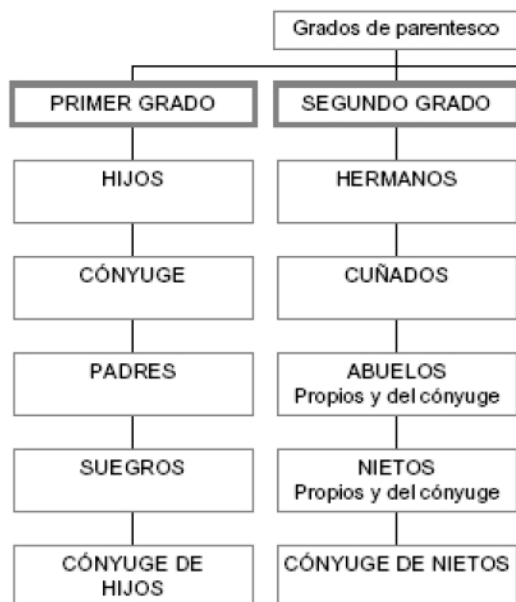 Grados de parentesco
PRIMER GRADO
HIJOS
CÓNYUGE
PADRES
SUEGROS
CÓNYUGE DE
HIJOS
SEGUNDO GRADO
HERMANOS
CUÑADOS
ABUELOS
Propios y del cónyuge
NIETOS
Propios y del cónyuge
CÓNYUGE DE NIETOS